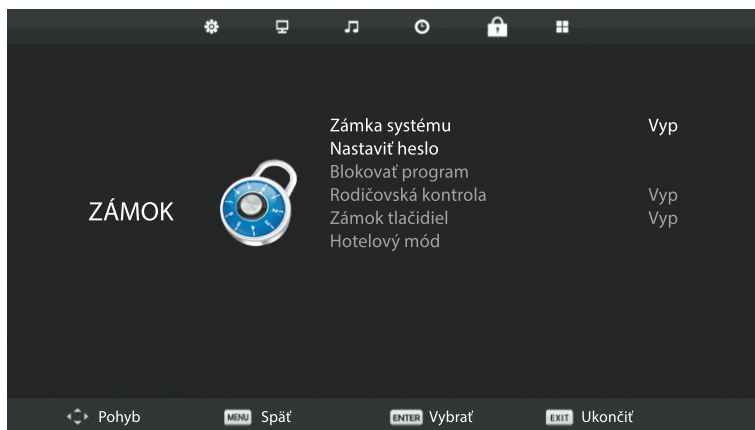 ZÁMOK
Zámka systému Vyp
Nastaviť heslo
Blokovať program
Rodičovská kontrola Vyp
Zámok tlačidiel Vyp
Hotelový mód
Pohyb MENU Späť ENTER Vybrať EXIT Ukončiť